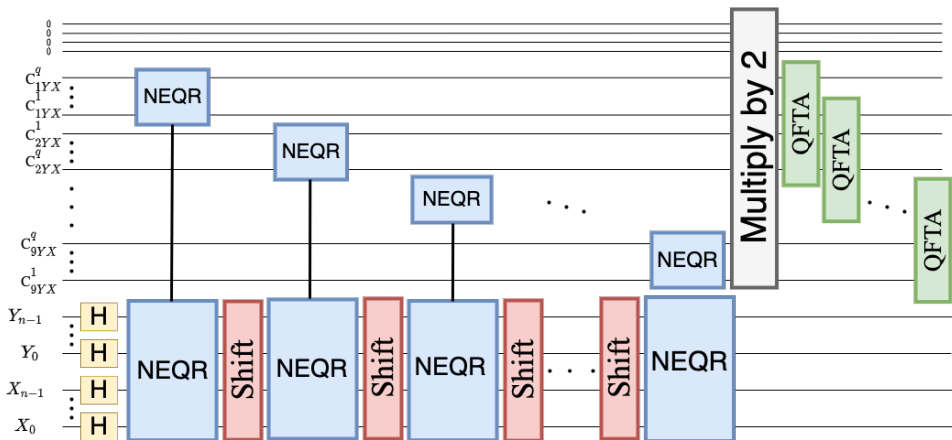 0
0
0
0
C^q_{1YX}
C^1_{1YX}
C^1_{2YX}
C^q_{2YX}
C^q_{9YX}
C^1_{9YX}
Y_{n-1}
Y_0
X_{n-1}
X_0
H
H
H
H
NEQR
NEQR
Shift
NEQR
NEQR
Shift
NEQR
NEQR
Shift
. . .
Shift
NEQR
NEQR
Multiply by 2
QFTA
QFTA
. . .
QFTA